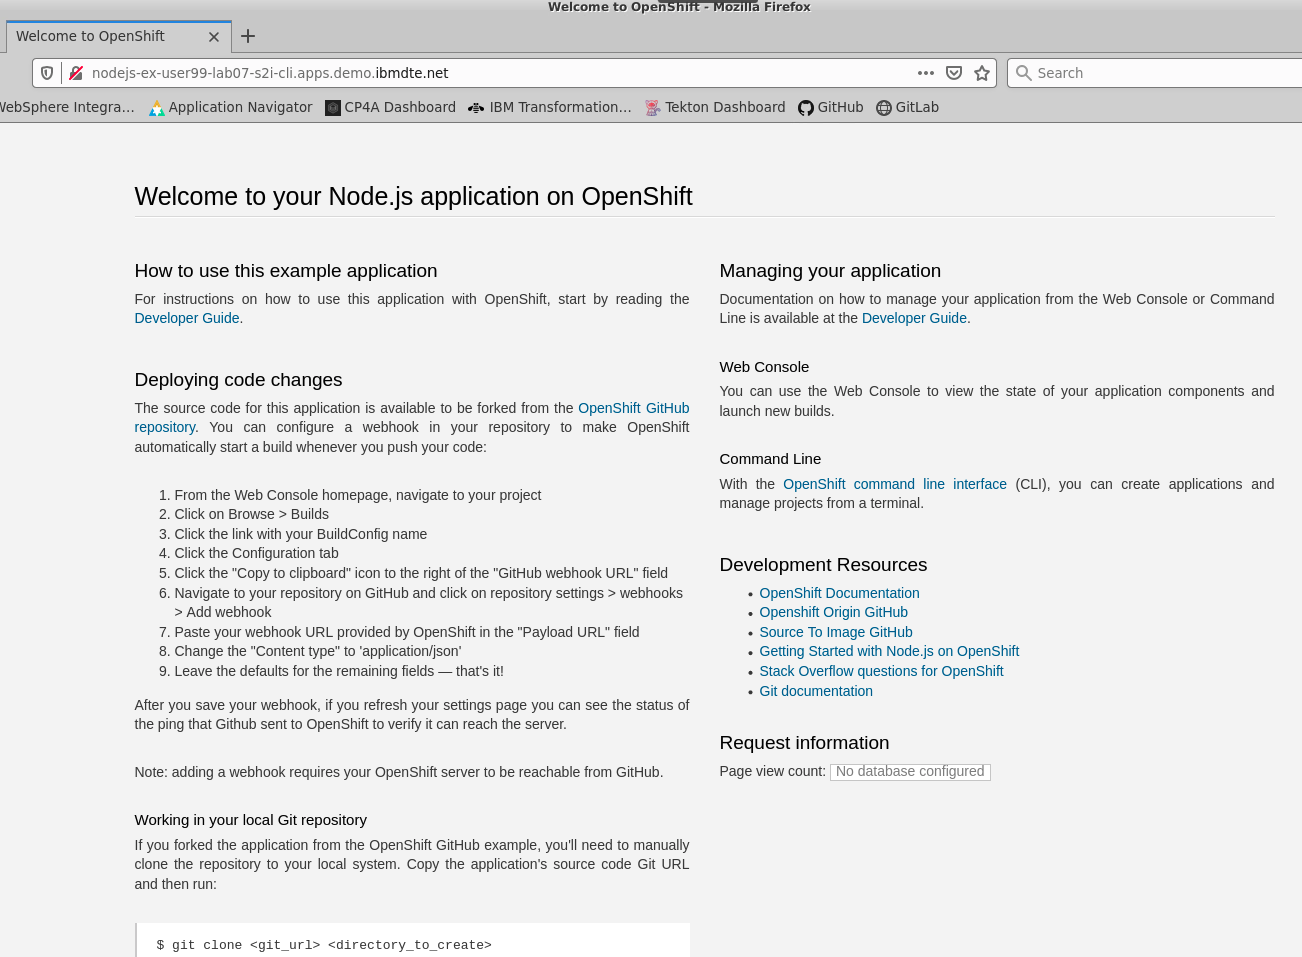 Welcome to OpenShift - Mozilla Firefox
Welcome to OpenShift
nodejs-ex-user99-lab07-s2i-cli.apps.demo.ibmdte.net
Search
WebSphere Integra… Application Navigator CP4A Dashboard IBM Transformation… Tekton Dashboard GitHub GitLab
Welcome to your Node.js application on OpenShift
How to use this example application
For instructions on how to use this application with OpenShift, start by reading the
Developer Guide.
Deploying code changes
The source code for this application is available to be forked from the OpenShift GitHub
repository. You can configure a webhook in your repository to make OpenShift
automatically start a build whenever you push your code:
1. From the Web Console homepage, navigate to your project
2. Click on Browse > Builds
3. Click the link with your BuildConfig name
4. Click the Configuration tab
5. Click the "Copy to clipboard" icon to the right of the "GitHub webhook URL" field
6. Navigate to your repository on GitHub and click on repository settings > webhooks
> Add webhook
7. Paste your webhook URL provided by OpenShift in the "Payload URL" field
8. Change the "Content type" to 'application/json'
9. Leave the defaults for the remaining fields — that's it!
After you save your webhook, if you refresh your settings page you can see the status of
the ping that Github sent to OpenShift to verify it can reach the server.
Note: adding a webhook requires your OpenShift server to be reachable from GitHub.
Working in your local Git repository
If you forked the application from the OpenShift GitHub example, you'll need to manually
clone the repository to your local system. Copy the application's source code Git URL
and then run:
$ git clone <git_url> <directory_to_create>
Managing your application
Documentation on how to manage your application from the Web Console or Command
Line is available at the Developer Guide.
Web Console
You can use the Web Console to view the state of your application components and
launch new builds.
Command Line
With the OpenShift command line interface (CLI), you can create applications and
manage projects from a terminal.
Development Resources
• OpenShift Documentation
• Openshift Origin GitHub
• Source To Image GitHub
• Getting Started with Node.js on OpenShift
• Stack Overflow questions for OpenShift
• Git documentation
Request information
Page view count: No database configured